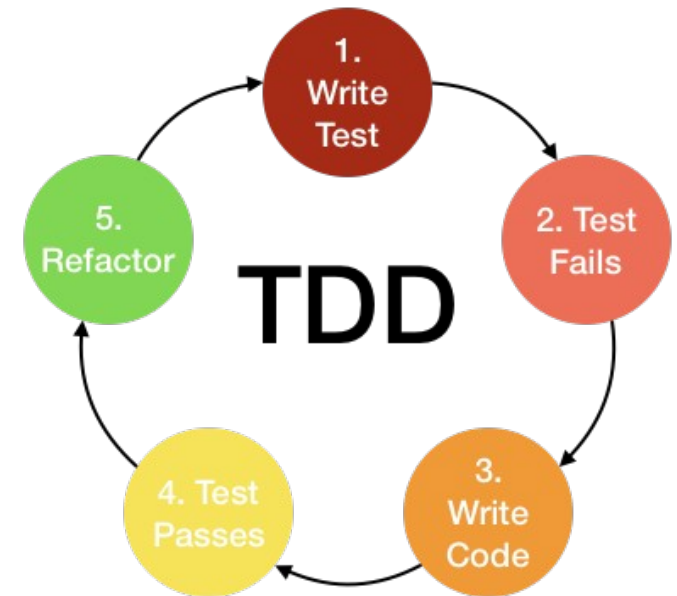 1.
Write
Test
2. Test
Fails
3.
Write
Code
4. Test
Passes
5.
Refactor
TDD